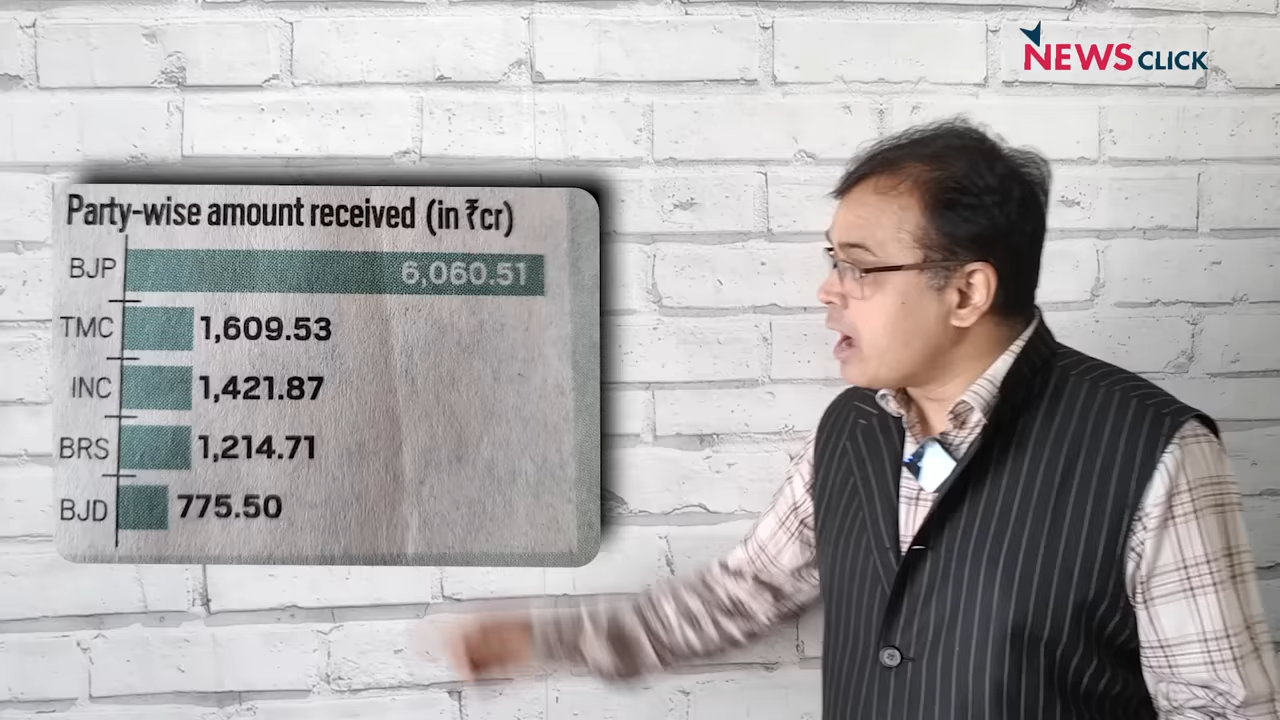 NEWS CLICK
Party-wise amount received (in ₹cr)
BJP 6,060.51
TMC 1,609.53
INC 1,421.87
BRS 1,214.71
BJD 775.50